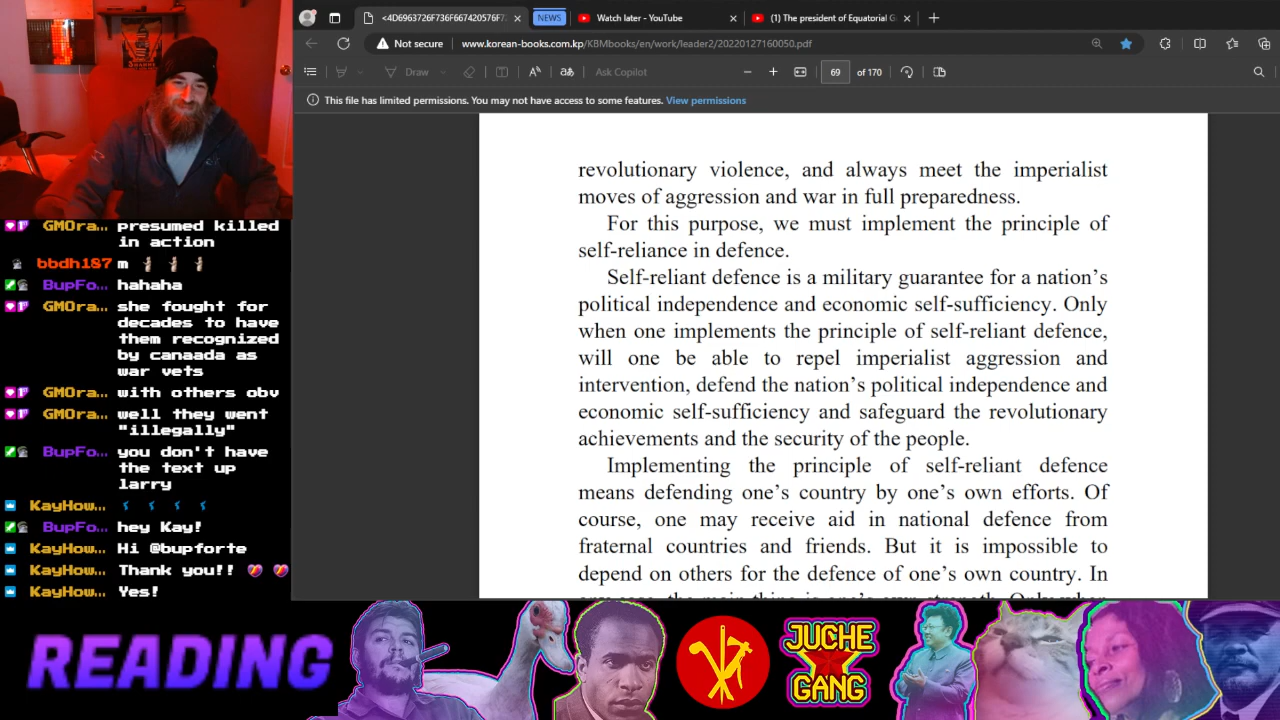 <4D6963726F736F667420576F7
NEWS
Watch later - YouTube
(1) The president of Equatorial G
Not secure
www.korean-books.com.kp/KBMbooks/en/work/leader2/20220127160050.pdf
Draw
Ask Copilot
69
of 170
This file has limited permissions. You may not have access to some features. View permissions
revolutionary violence, and always meet the imperialist
moves of aggression and war in full preparedness.
For this purpose, we must implement the principle of
self-reliance in defence.
Self-reliant defence is a military guarantee for a nation's
political independence and economic self-sufficiency. Only
when one implements the principle of self-reliant defence,
will one be able to repel imperialist aggression and
intervention, defend the nation's political independence and
economic self-sufficiency and safeguard the revolutionary
achievements and the security of the people.
Implementing the principle of self-reliant defence
means defending one's country by one's own efforts. Of
course, one may receive aid in national defence from
fraternal countries and friends. But it is impossible to
depend on others for the defence of one's own country. In
GMOra... presumed killed
in action
bbdh187 m
BupFo... hahaha
GMOra... she fought for
decades to have
them recognized
by canaada as
war vets
GMOra... with others obv
GMOra... well they went
"illegally"
BupFo... you don't have
the text up
larry
KayHow...
BupFo... hey Kay!
KayHow... Hi @bupforte
KayHow... Thank you!!
KayHow... Yes!
READING
JUCHE
GANG